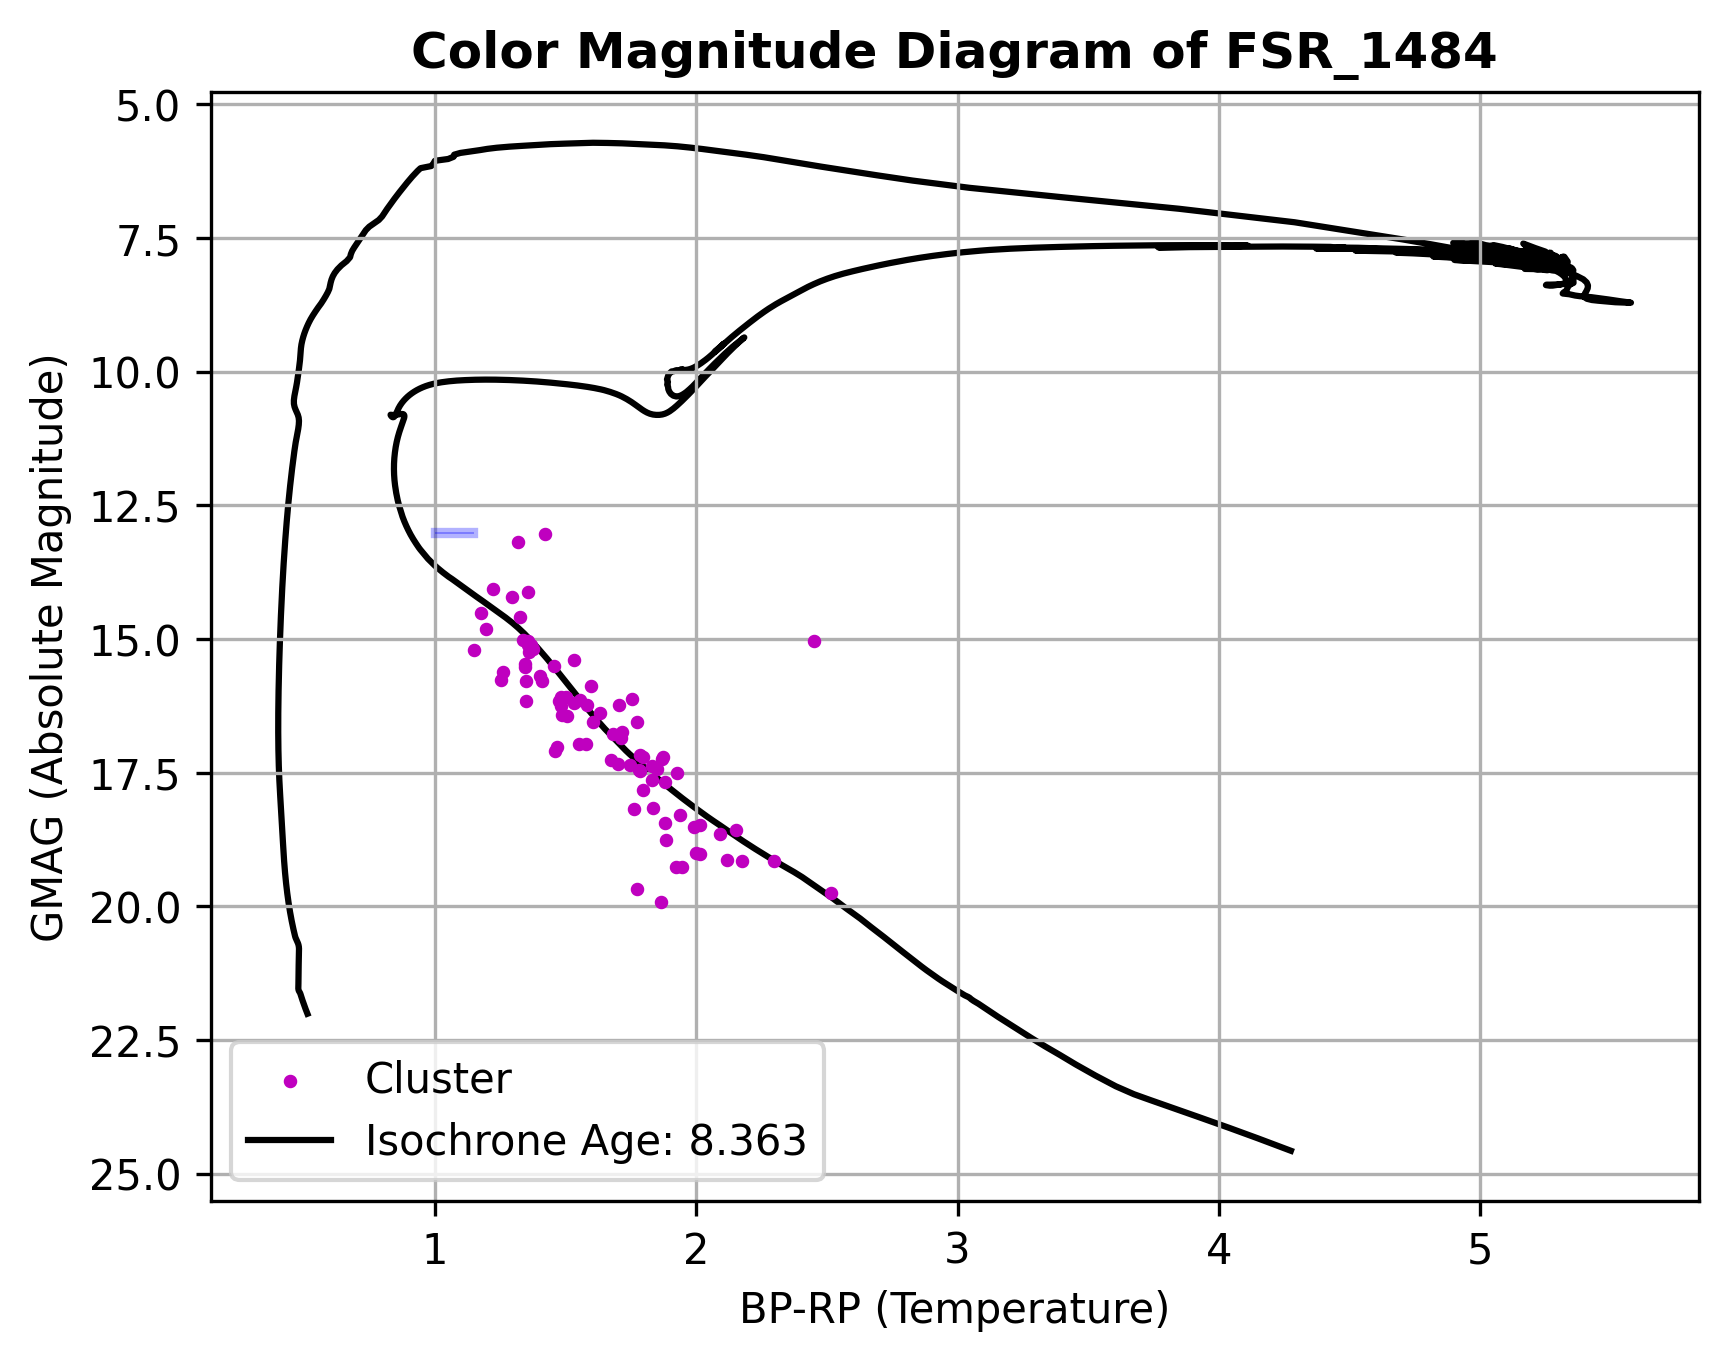 Color Magnitude Diagram of FSR_1484
GMAG (Absolute Magnitude)
5.0
7.5
10.0
12.5
15.0
17.5
20.0
22.5
25.0
Cluster
Isochrone Age: 8.363
1 2 3 4 5
BP-RP (Temperature)